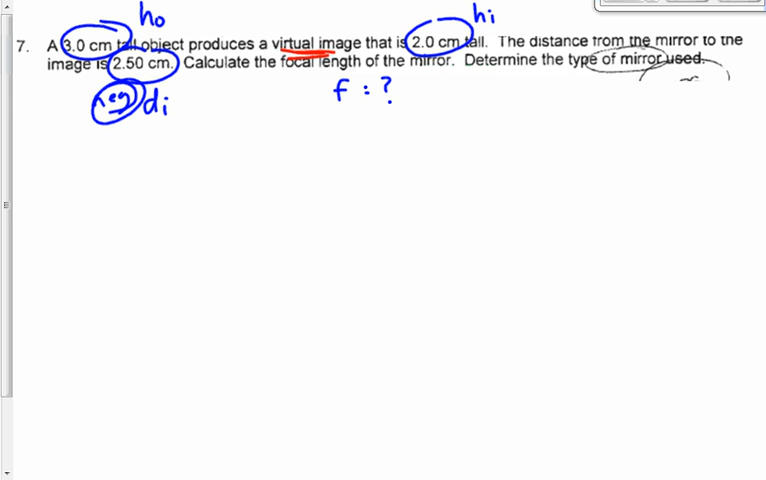 ho
hi
7. A 3.0 cm tall object produces a virtual image that is 2.0 cm tall. The distance from the mirror to the
image is 2.50 cm. Calculate the focal length of the mirror. Determine the type of mirror used.
neg di
f : ?